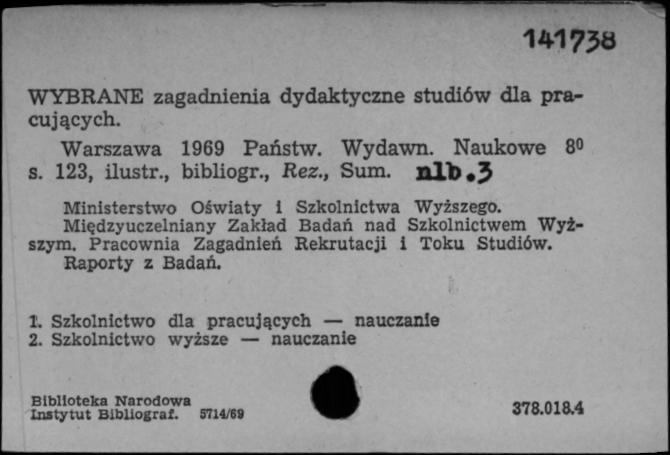 141738
WYBRANE zagadnienia dydaktyczne studiów dla pra-
cujących.
Warszawa 1969 Państw. Wydawn. Naukowe 8⁰
s. 123, ilustr., bibliogr., Rez., Sum. nlb.3
Ministerstwo Oświaty i Szkolnictwa Wyższego.
Międzyuczelniany Zakład Badań nad Szkolnictwem Wyż-
szym. Pracownia Zagadnień Rekrutacji i Toku Studiów.
Raporty z Badań.
1. Szkolnictwo dla pracujących — nauczanie
2. Szkolnictwo wyższe — nauczanie
Biblioteka Narodowa
Instytut Bibliograf. 5714/69
378.018.4